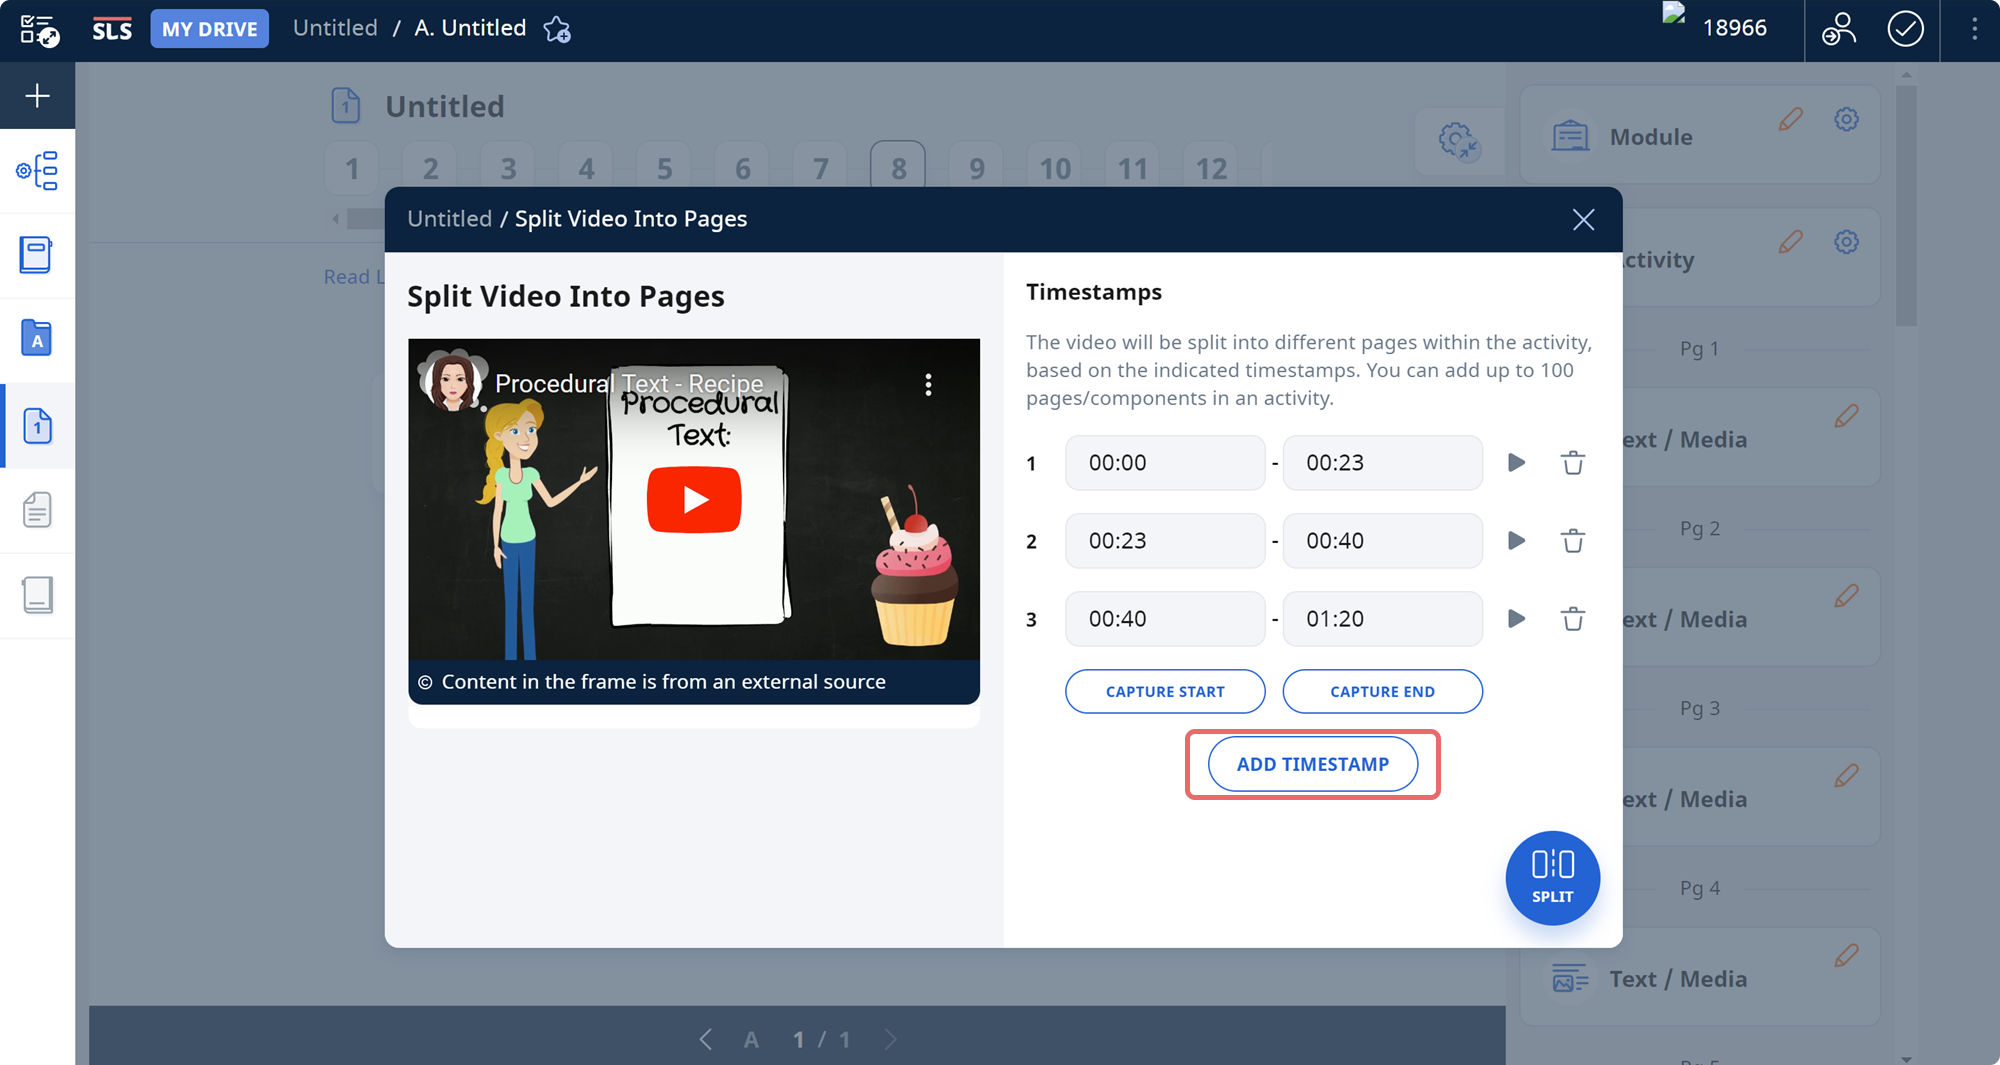 SLS MY DRIVE Untitled / A. Untitled 18966
1 Untitled
1 2 3 4 5 6 7 8 9 10 11 12
Read L
A
1
Untitled / Split Video Into Pages
Split Video Into Pages
Procedural Text - Recipe
Procedural
Text:
© Content in the frame is from an external source
Timestamps
The video will be split into different pages within the activity,
based on the indicated timestamps. You can add up to 100
pages/components in an activity.
1 00:00 - 00:23
2 00:23 - 00:40
3 00:40 - 01:20
CAPTURE START CAPTURE END
ADD TIMESTAMP
SPLIT
Module
ctivity
Pg 1
ext / Media
Pg 2
ext / Media
Pg 3
ext / Media
Pg 4
Text / Media
A 1 / 1